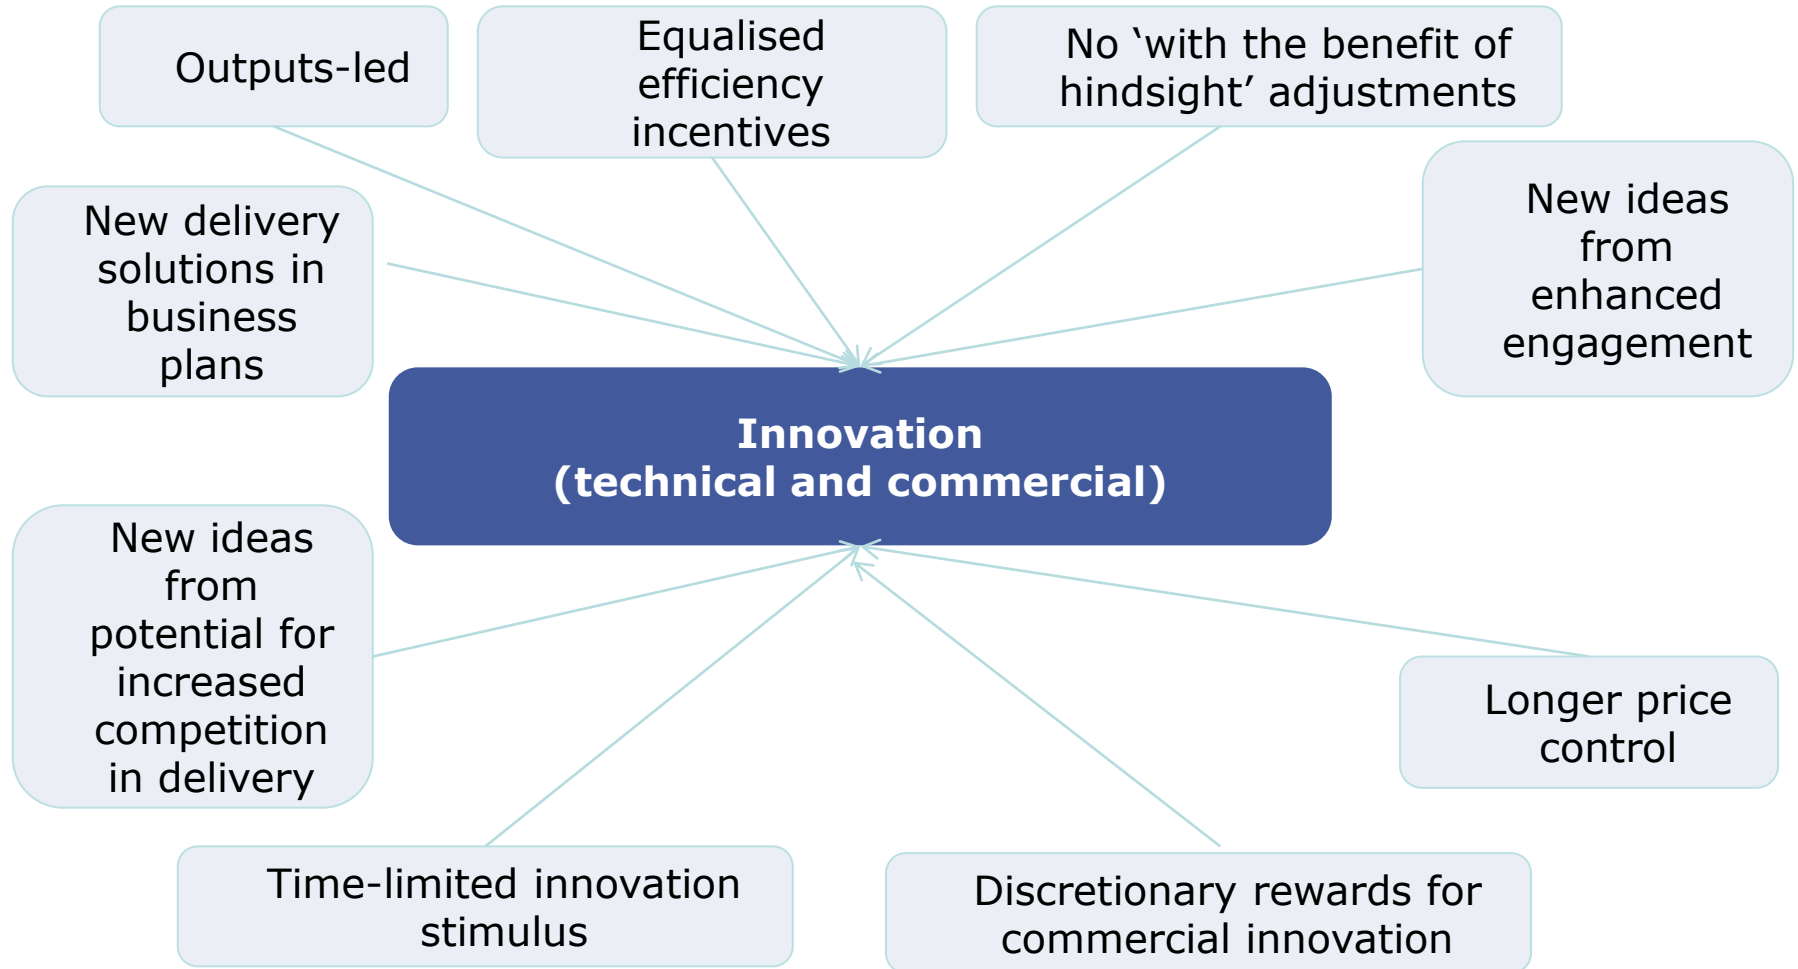 Outputs-led
Equalised
efficiency
incentives
No ‘with the benefit of
hindsight’ adjustments
New delivery
solutions in
business
plans
New ideas
from
enhanced
engagement
Innovation
(technical and commercial)
New ideas
from
potential for
increased
competition
in delivery
Longer price
control
Time-limited innovation
stimulus
Discretionary rewards for
commercial innovation